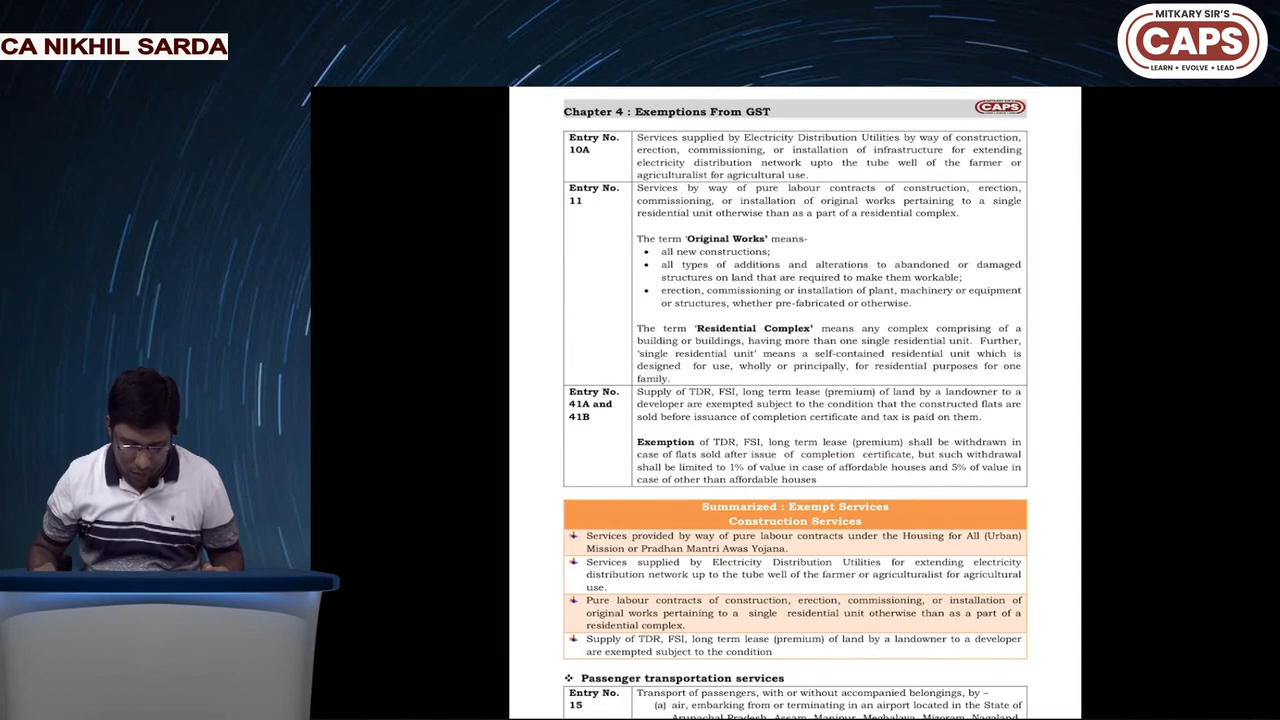 CA NIKHIL SARDA
MITKARY SIR'S
CAPS
LEARN • EVOLVE • LEAD
Chapter 4 : Exemptions From GST
CAPS
Entry No. 10A
Services supplied by Electricity Distribution Utilities by way of construction,
erection, commissioning, or installation of infrastructure for extending
electricity distribution network upto the tube well of the farmer or
agriculturalist for agricultural use.
Entry No. 11
Services by way of pure labour contracts of construction, erection,
commissioning, or installation of original works pertaining to a single
residential unit otherwise than as a part of a residential complex.
The term 'Original Works' means-
• all new constructions;
• all types of additions and alterations to abandoned or damaged
structures on land that are required to make them workable;
• erection, commissioning or installation of plant, machinery or equipment
or structures, whether pre-fabricated or otherwise.
The term 'Residential Complex' means any complex comprising of a
building or buildings, having more than one single residential unit. Further,
'single residential unit' means a self-contained residential unit which is
designed for use, wholly or principally, for residential purposes for one
family.
Entry No. 41A and 41B
Supply of TDR, FSI, long term lease (premium) of land by a landowner to a
developer are exempted subject to the condition that the constructed flats are
sold before issuance of completion certificate and tax is paid on them.
Exemption of TDR, FSI, long term lease (premium) shall be withdrawn in
case of flats sold after issue of completion certificate, but such withdrawal
shall be limited to 1% of value in case of affordable houses and 5% of value in
case of other than affordable houses
Summarized : Exempt Services
Construction Services
Services provided by way of pure labour contracts under the Housing for All (Urban)
Mission or Pradhan Mantri Awas Yojana.
Services supplied by Electricity Distribution Utilities for extending electricity
distribution network up to the tube well of the farmer or agriculturalist for agricultural
use.
Pure labour contracts of construction, erection, commissioning, or installation of
original works pertaining to a single residential unit otherwise than as a part of a
residential complex.
Supply of TDR, FSI, long term lease (premium) of land by a landowner to a developer
are exempted subject to the condition
❖ Passenger transportation services
Entry No. 15
Transport of passengers, with or without accompanied belongings, by –
(a) air, embarking from or terminating in an airport located in the State of
Arunachal Pradesh, Assam, Manipur, Meghalaya, Mizoram, Nagaland,